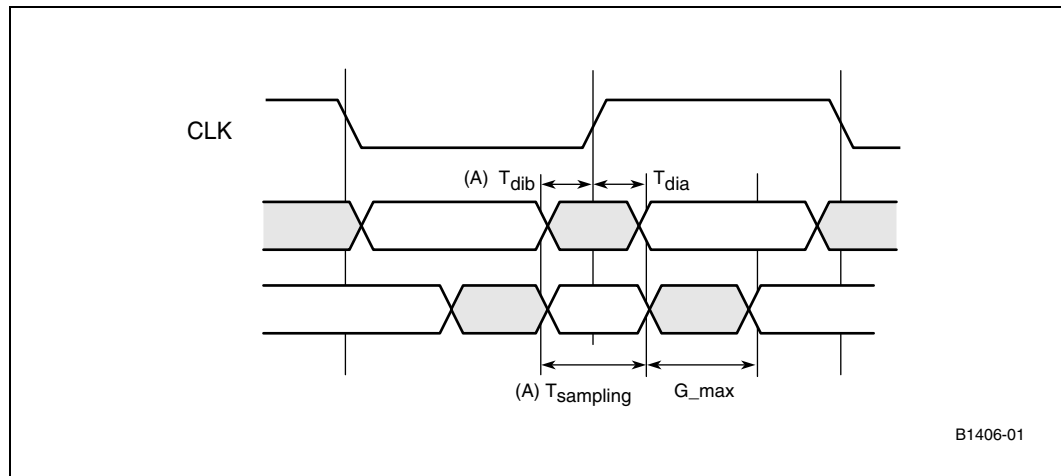 CLK
(A) Tdib
Tdia
(A) Tsampling
G_max
B1406-01